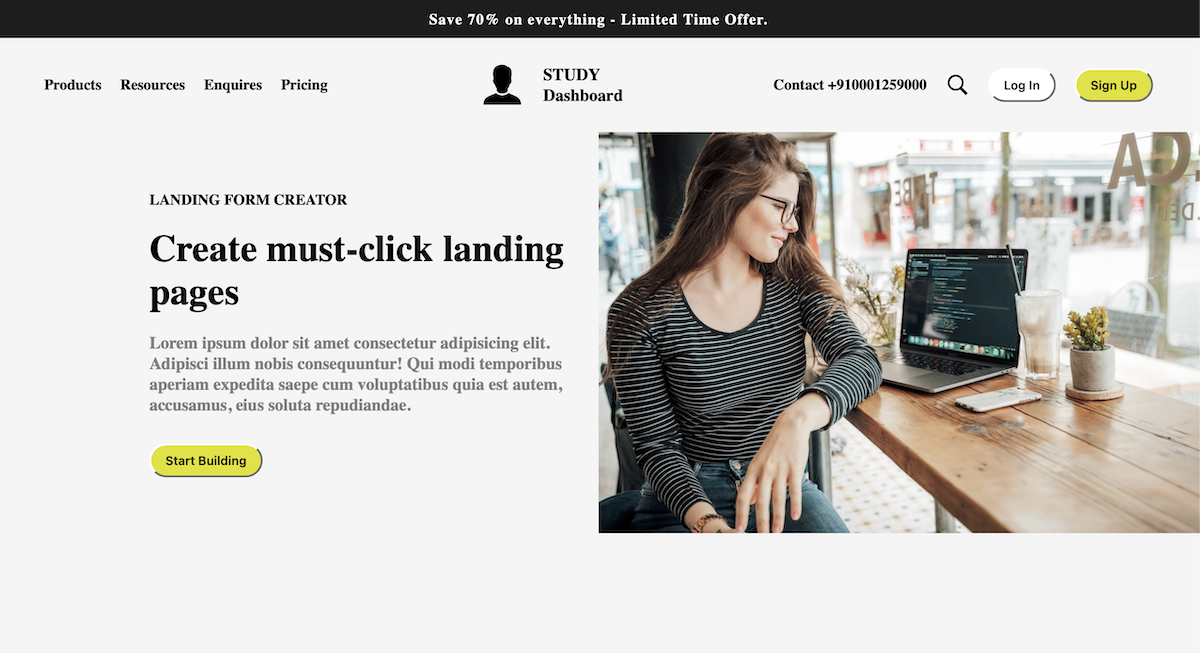 Save 70% on everything - Limited Time Offer.
Products Resources Enquires Pricing
STUDY
Dashboard
Contact +910001259000
Log In
Sign Up
LANDING FORM CREATOR
Create must-click landing
pages
Lorem ipsum dolor sit amet consectetur adipisicing elit.
Adipisci illum nobis consequuntur! Qui modi temporibus
aperiam expedita saepe cum voluptatibus quia est autem,
accusamus, eius soluta repudiandae.
Start Building